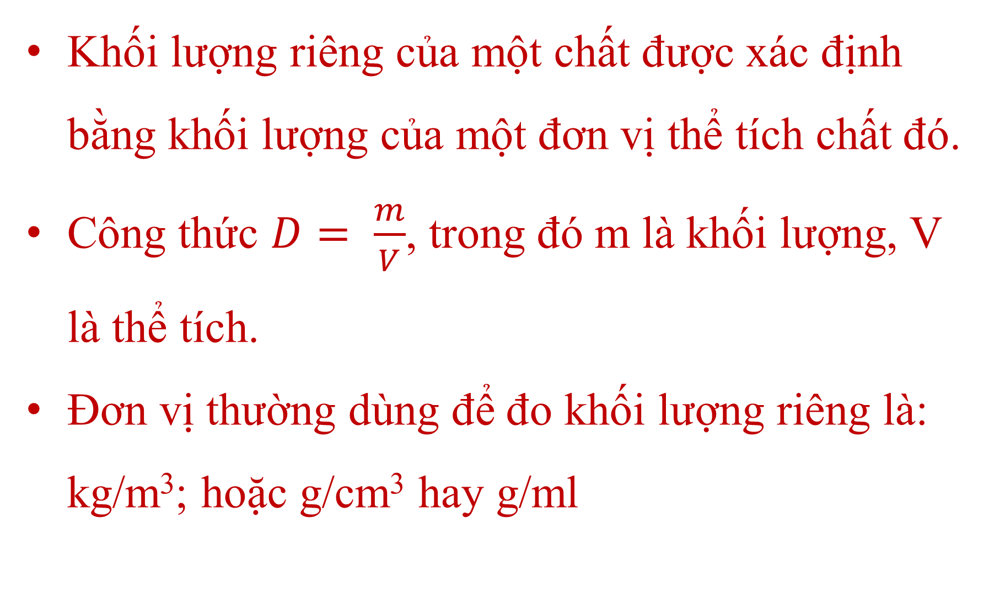 • Khối lượng riêng của một chất được xác định
bằng khối lượng của một đơn vị thể tích chất đó.
• Công thức D = m/V, trong đó m là khối lượng, V
là thể tích.
• Đơn vị thường dùng để đo khối lượng riêng là:
kg/m³; hoặc g/cm³ hay g/ml